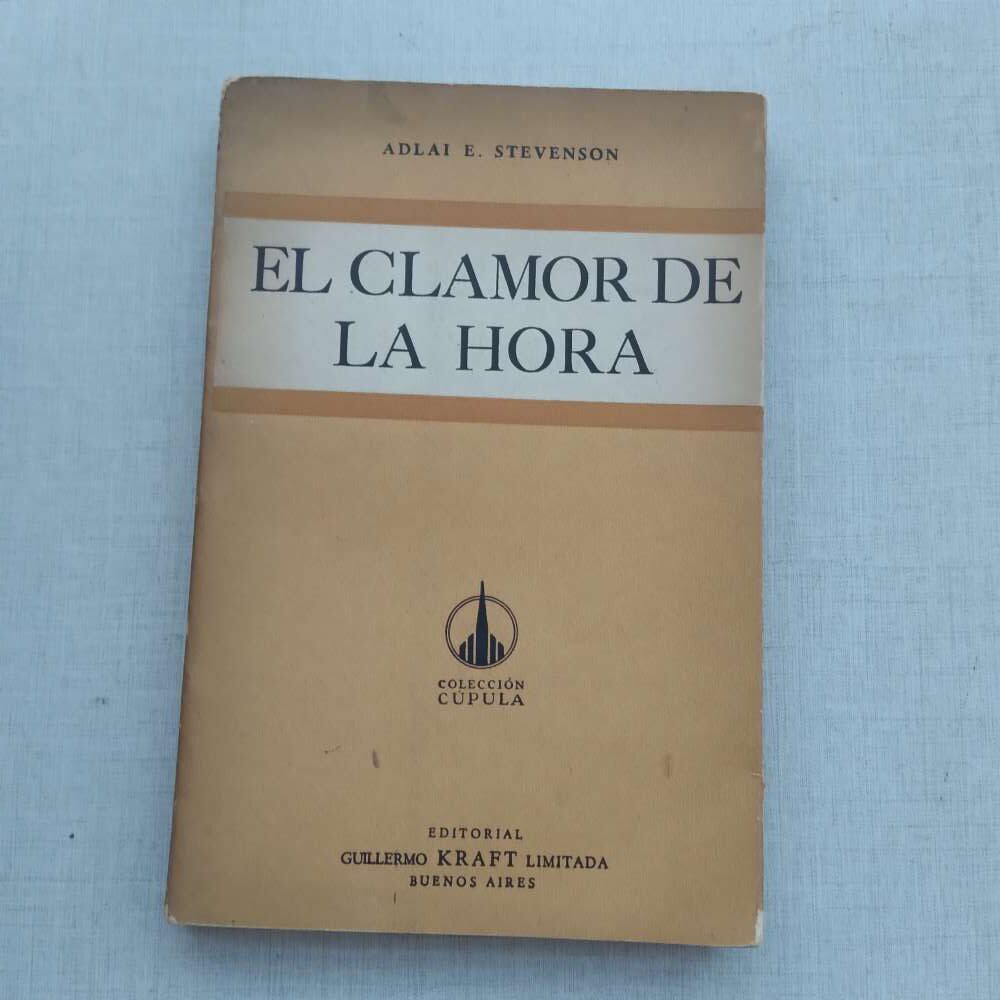 ADLAI E. STEVENSON
EL CLAMOR DE
LA HORA
COLECCIÓN
CÚPULA
EDITORIAL
GUILLERMO KRAFT LIMITADA
BUENOS AIRES